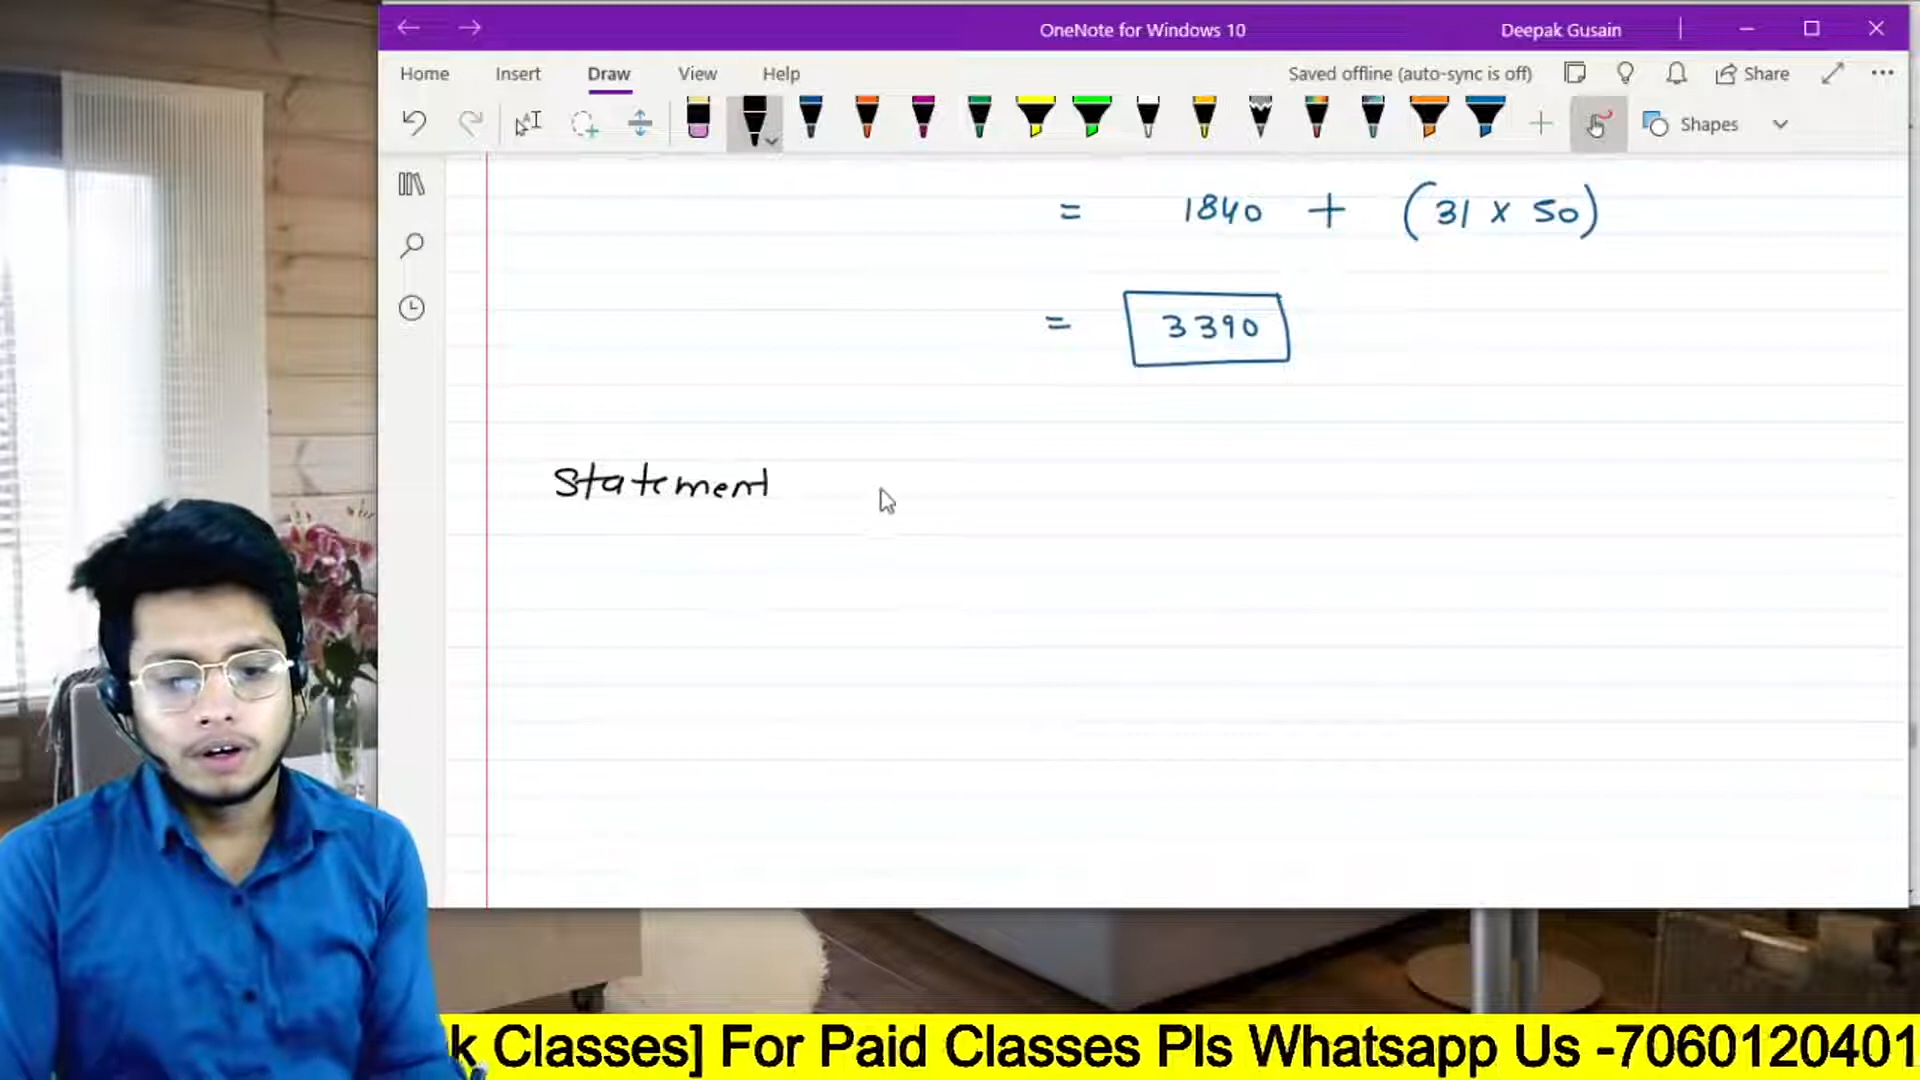 OneNote for Windows 10 Deepak Gusain
Home Insert Draw View Help Saved offline (auto-sync is off) Share
Shapes
= 1840 + (31 x 50)
= 3390
Statement
k Classes] For Paid Classes Pls Whatsapp Us -7060120401